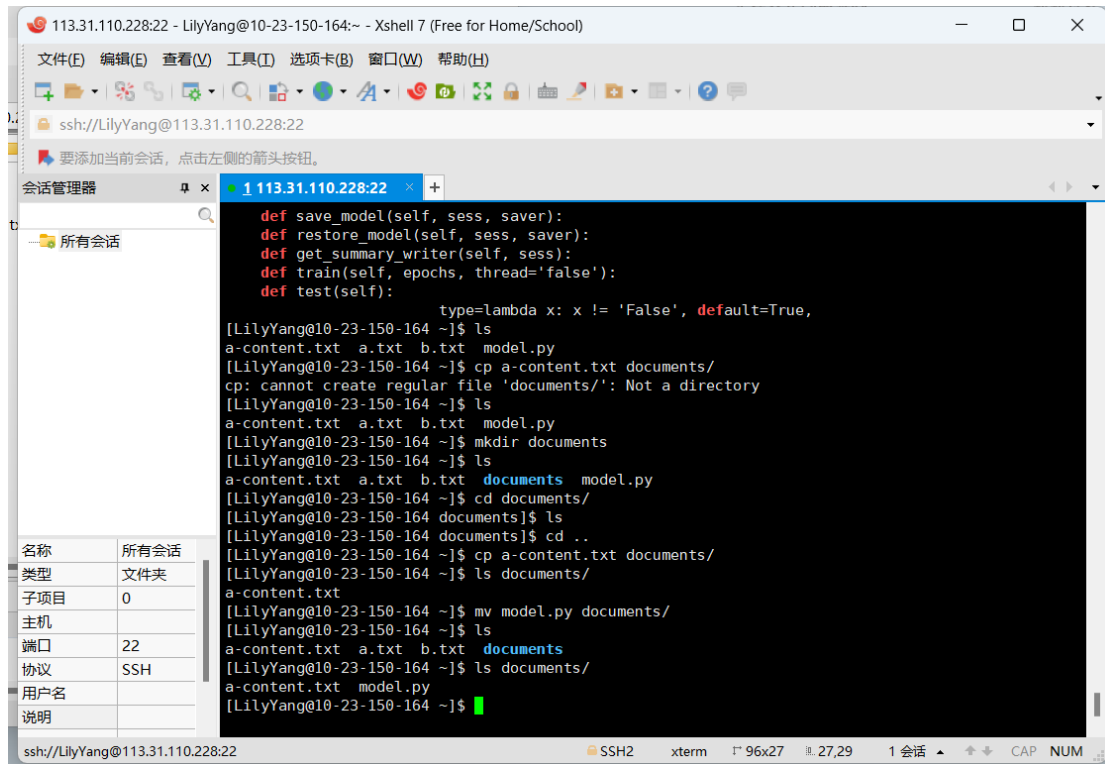 113.31.110.228:22 - LilyYang@10-23-150-164:~ - Xshell 7 (Free for Home/School)
文件(F) 编辑(E) 查看(V) 工具(T) 选项卡(B) 窗口(W) 帮助(H)
ssh://LilyYang@113.31.110.228:22
要添加当前会话，点击左侧的箭头按钮。
会话管理器
1 113.31.110.228:22
所有会话
    def save_model(self, sess, saver):
    def restore_model(self, sess, saver):
    def get_summary_writer(self, sess):
    def train(self, epochs, thread='false'):
    def test(self):
                        type=lambda x: x != 'False', default=True,
[LilyYang@10-23-150-164 ~]$ ls
a-content.txt  a.txt  b.txt  model.py
[LilyYang@10-23-150-164 ~]$ cp a-content.txt documents/
cp: cannot create regular file 'documents/': Not a directory
[LilyYang@10-23-150-164 ~]$ ls
a-content.txt  a.txt  b.txt  model.py
[LilyYang@10-23-150-164 ~]$ mkdir documents
[LilyYang@10-23-150-164 ~]$ ls
a-content.txt  a.txt  b.txt  documents  model.py
[LilyYang@10-23-150-164 ~]$ cd documents/
[LilyYang@10-23-150-164 documents]$ ls
[LilyYang@10-23-150-164 documents]$ cd ..
[LilyYang@10-23-150-164 ~]$ cp a-content.txt documents/
[LilyYang@10-23-150-164 ~]$ ls documents/
a-content.txt
[LilyYang@10-23-150-164 ~]$ mv model.py documents/
[LilyYang@10-23-150-164 ~]$ ls
a-content.txt  a.txt  b.txt  documents
[LilyYang@10-23-150-164 ~]$ ls documents/
a-content.txt  model.py
[LilyYang@10-23-150-164 ~]$
名称 所有会话
类型 文件夹
子项目 0
主机
端口 22
协议 SSH
用户名
说明
ssh://LilyYang@113.31.110.228:22 SSH2 xterm 96x27 27,29 1 会话 CAP NUM